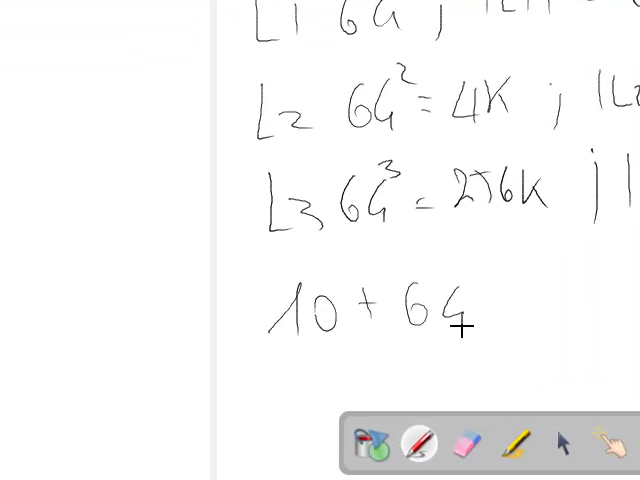 L1 64 ;
L2 64² = 4K ;
L3 64³ = 256K ;
10 + 64